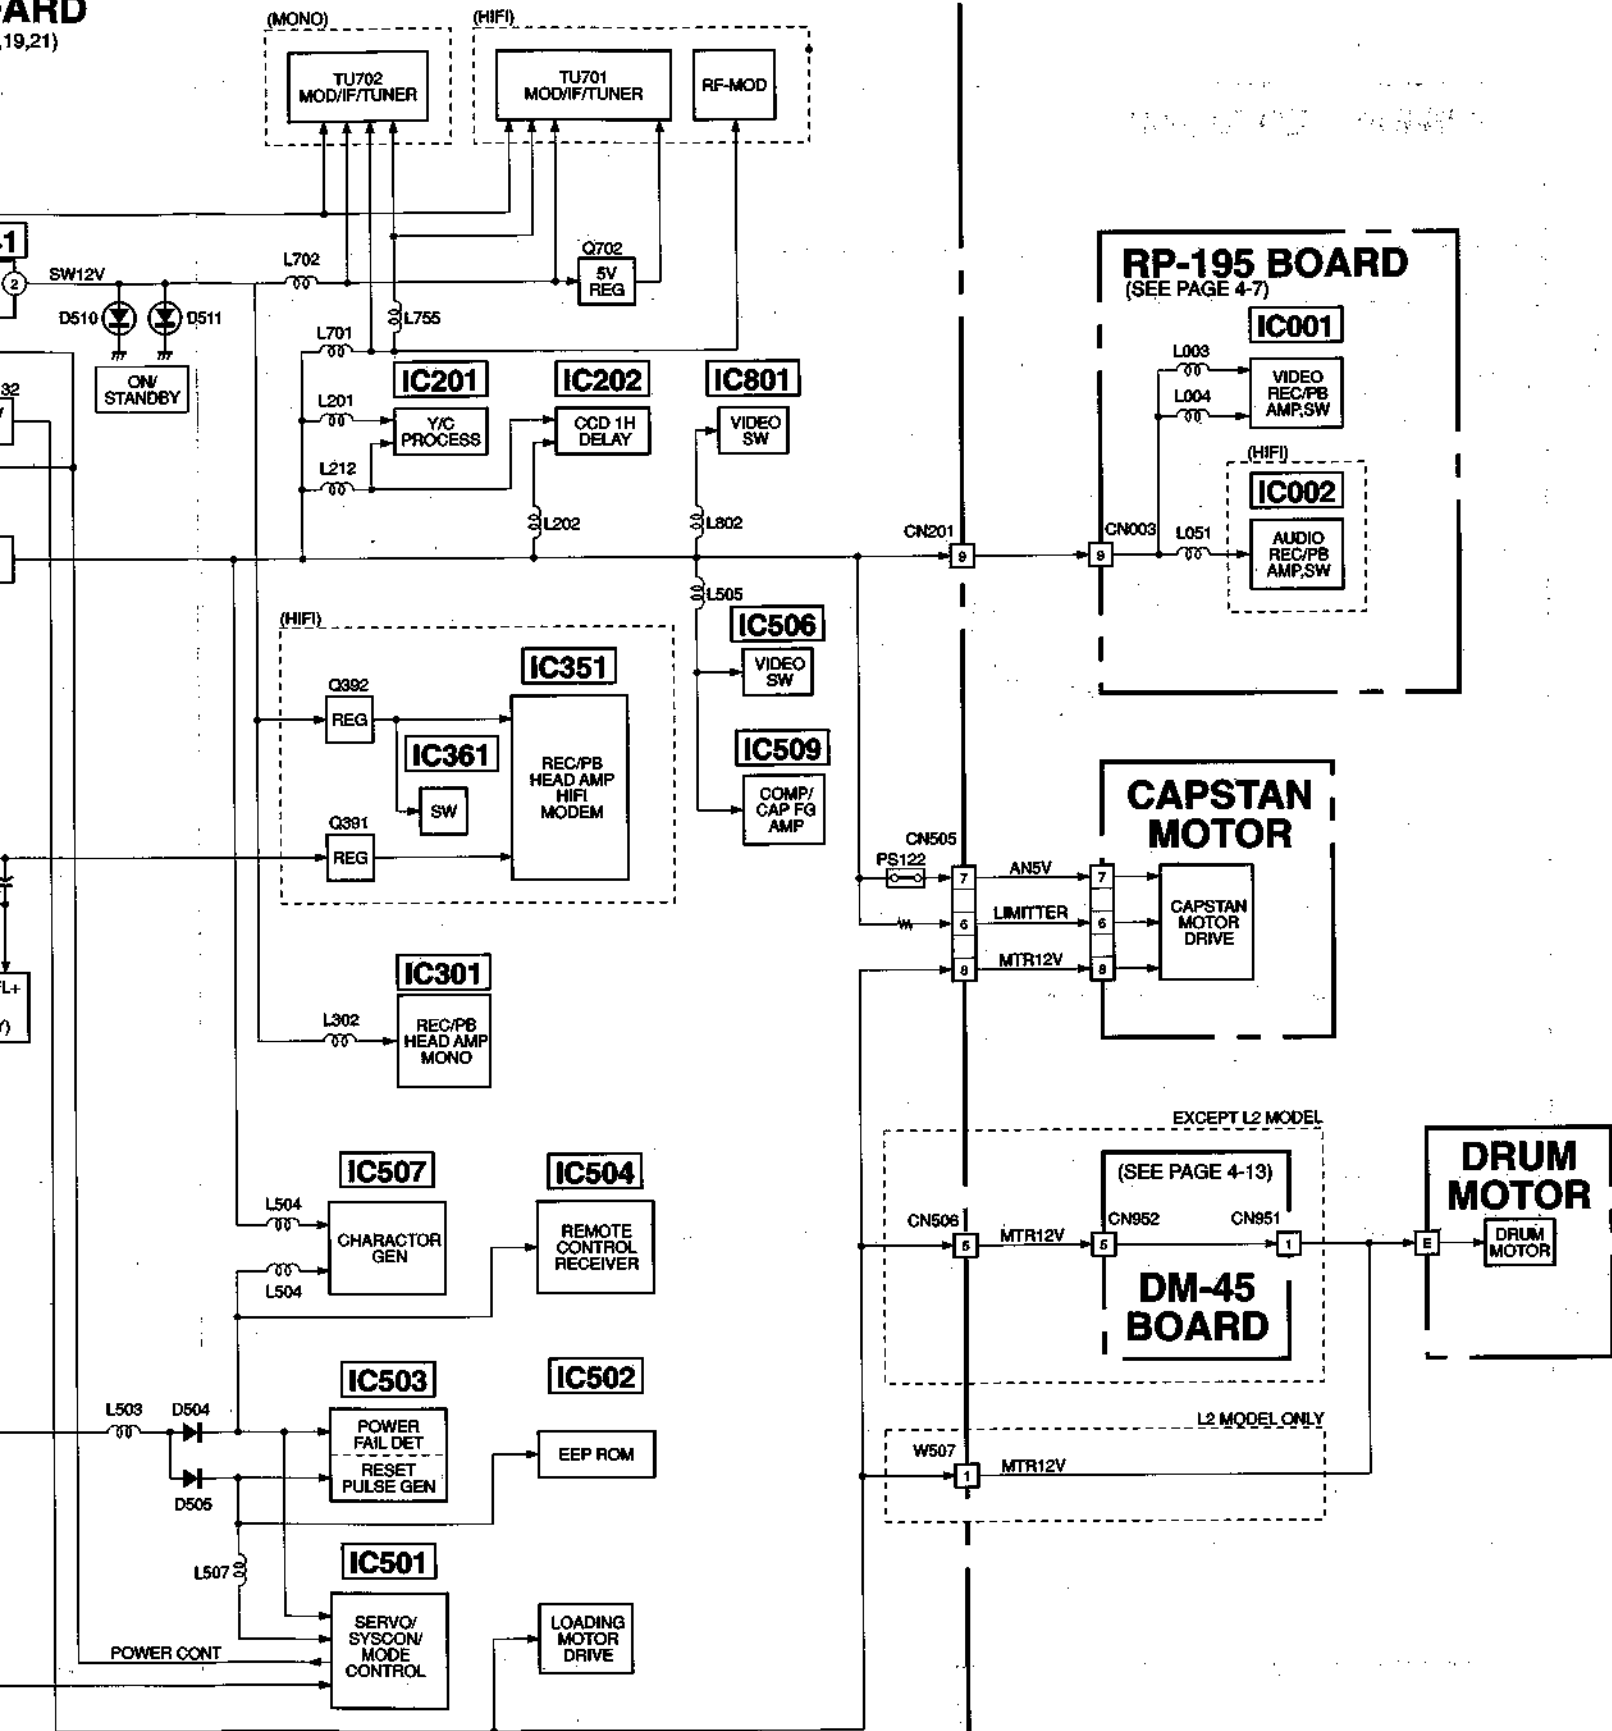 ARD
,19,21)
(MONO)
TU702
MOD/IF/TUNER
(HIFI)
TU701
MOD/IF/TUNER
RF-MOD
-1
2
SW12V
D510
D511
ON/
STANDBY
L702
Q702
5V
REG
L755
L701
L201
L212
IC201
Y/C
PROCESS
IC202
CCD 1H
DELAY
IC801
VIDEO
SW
L202
L802
32
CN201
9
RP-195 BOARD
(SEE PAGE 4-7)
IC001
L003
L004
VIDEO
REC/PB
AMP,SW
(HIFI)
IC002
CN003
9
L051
AUDIO
REC/PB
AMP,SW
L505
IC506
VIDEO
SW
IC509
COMP/
CAP FG
AMP
(HIFI)
Q392
REG
IC361
SW
Q391
REG
IC351
REC/PB
HEAD AMP
HIFI
MODEM
CN505
PS122
7
AN5V
7
6
LIMITTER
6
8
MTR12V
8
CAPSTAN
MOTOR
CAPSTAN
MOTOR
DRIVE
FL+
IC301
L302
REC/PB
HEAD AMP
MONO
EXCEPT L2 MODEL
(SEE PAGE 4-13)
CN506
5
MTR12V
CN952
5
CN951
1
DM-45
BOARD
DRUM
MOTOR
E
DRUM
MOTOR
L2 MODEL ONLY
W507
1
MTR12V
IC507
L504
L504
CHARACTOR
GEN
IC504
REMOTE
CONTROL
RECEIVER
IC503
L503
D504
D505
POWER
FAIL DET
RESET
PULSE GEN
IC502
EEP ROM
L507
IC501
SERVO/
SYSCON/
MODE
CONTROL
POWER CONT
LOADING
MOTOR
DRIVE